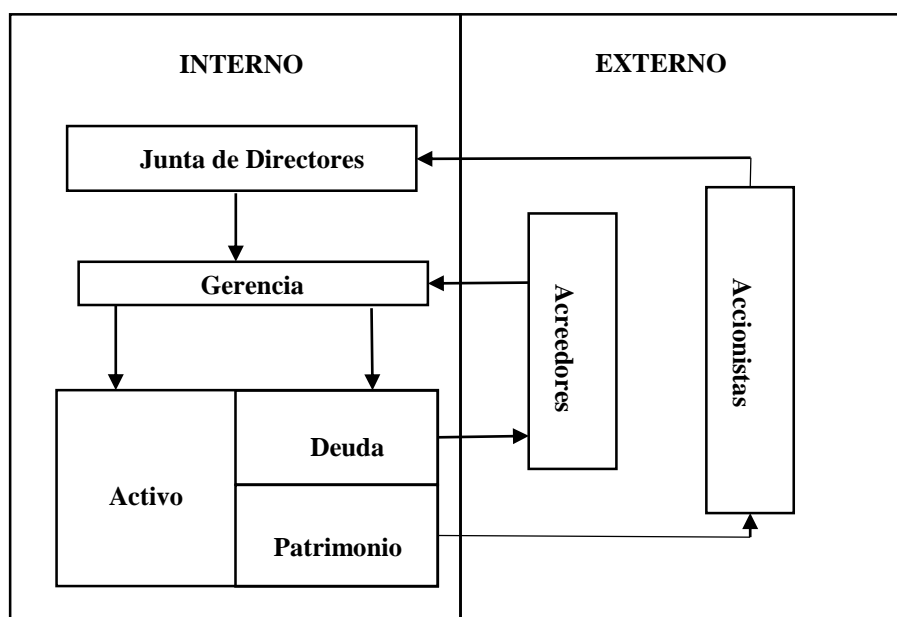 INTERNO
EXTERNO
Junta de Directores
Gerencia
Acreedores
Accionistas
Deuda
Activo
Patrimonio